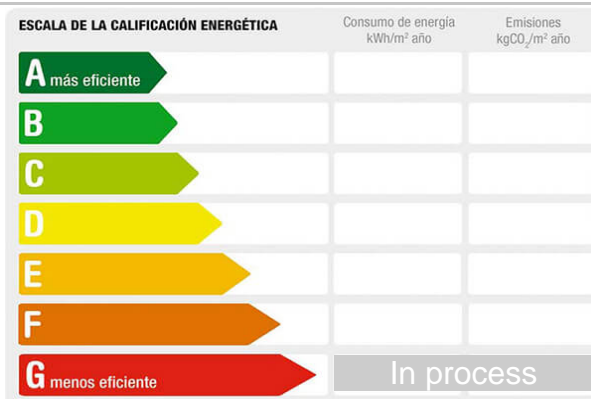 ESCALA DE LA CALIFICACIÓN ENERGÉTICA
Consumo de energía
kWh/m² año
Emisiones
kgCO₂/m² año
A más eficiente
B
C
D
E
F
G menos eficiente
In process